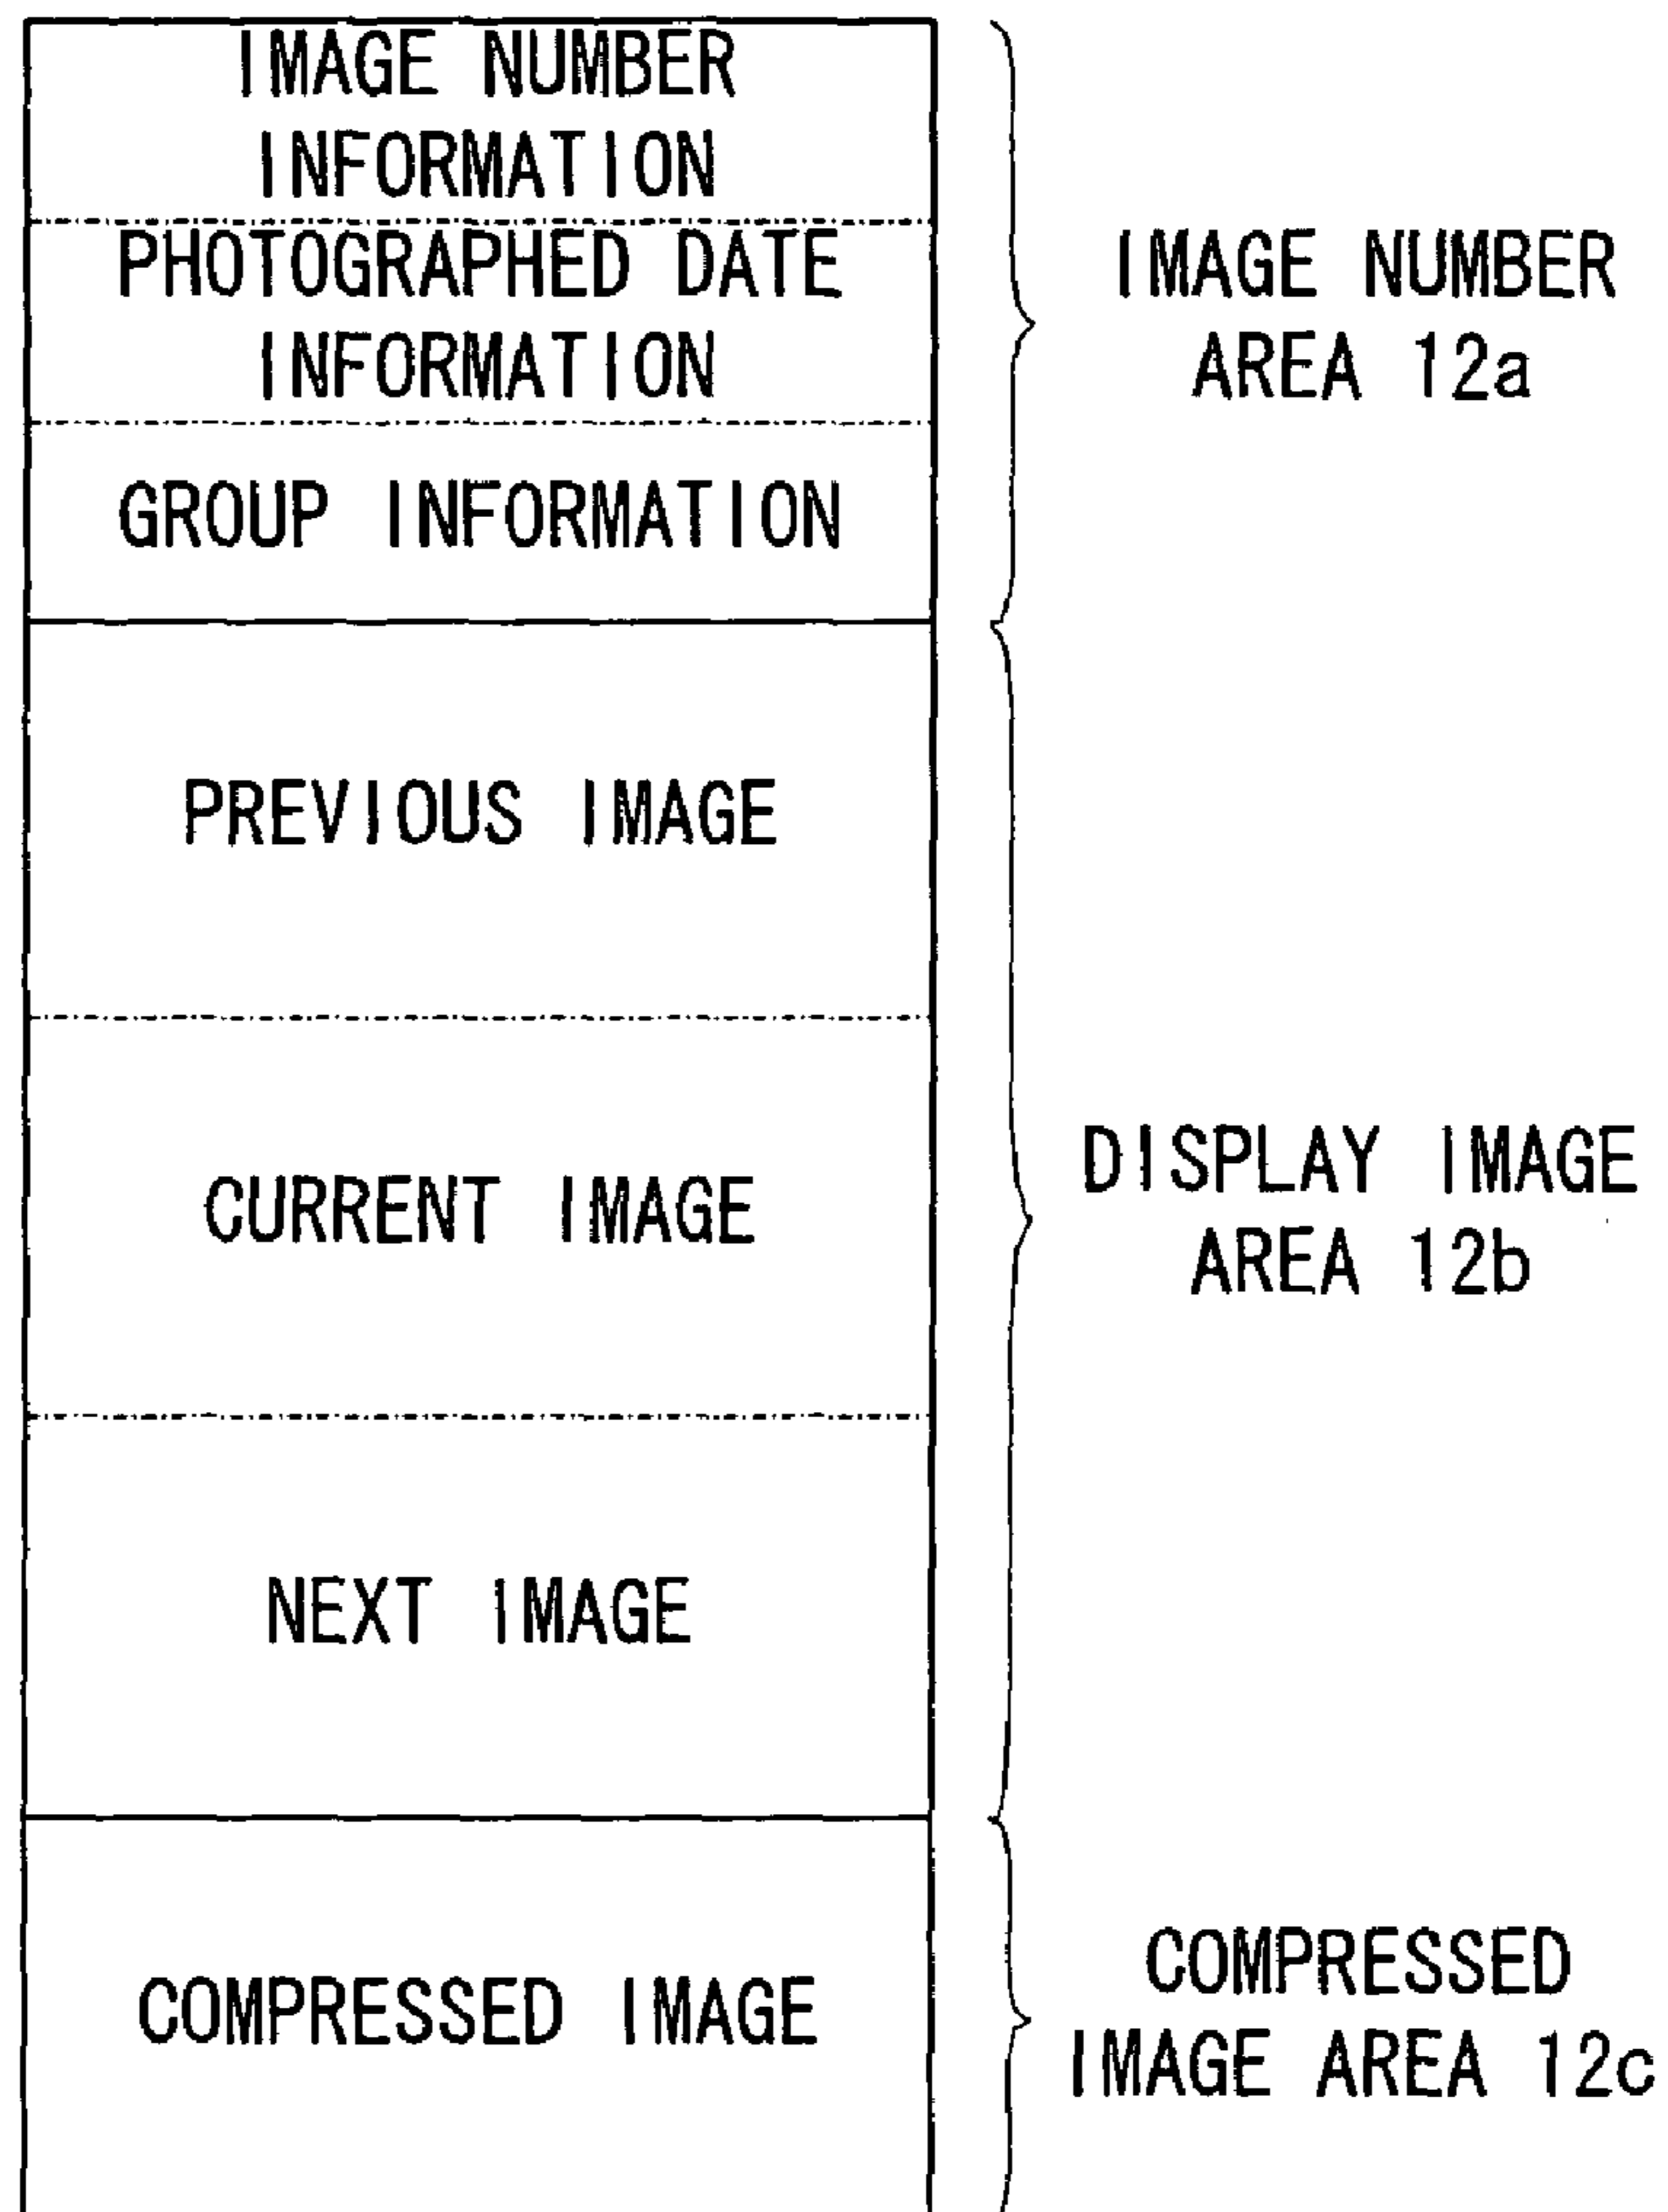 IMAGE NUMBER
INFORMATION
PHOTOGRAPHED DATE
INFORMATION
GROUP INFORMATION
IMAGE NUMBER
AREA 12a
PREVIOUS IMAGE
CURRENT IMAGE
NEXT IMAGE
DISPLAY IMAGE
AREA 12b
COMPRESSED IMAGE
COMPRESSED
IMAGE AREA 12c